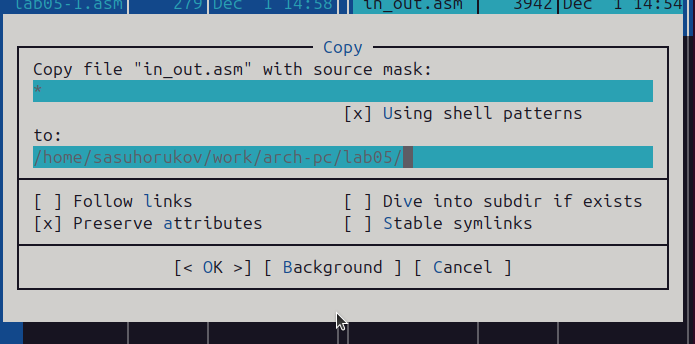 lab05-1.asm 279 Dec 1 14:58 in_out.asm 3942 Dec 1 14:54
Copy
Copy file "in_out.asm" with source mask:
*
[x] Using shell patterns
to:
/home/sasuhorukov/work/arch-pc/lab05/
[ ] Follow links [ ] Dive into subdir if exists
[x] Preserve attributes [ ] Stable symlinks
[< OK >] [ Background ] [ Cancel ]